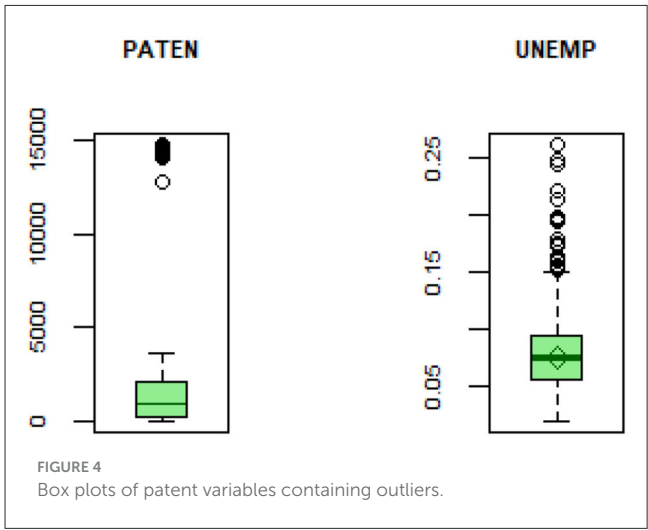 PATEN
UNEMP
15000
10000
5000
0
0.25
0.15
0.05
FIGURE 4
Box plots of patent variables containing outliers.